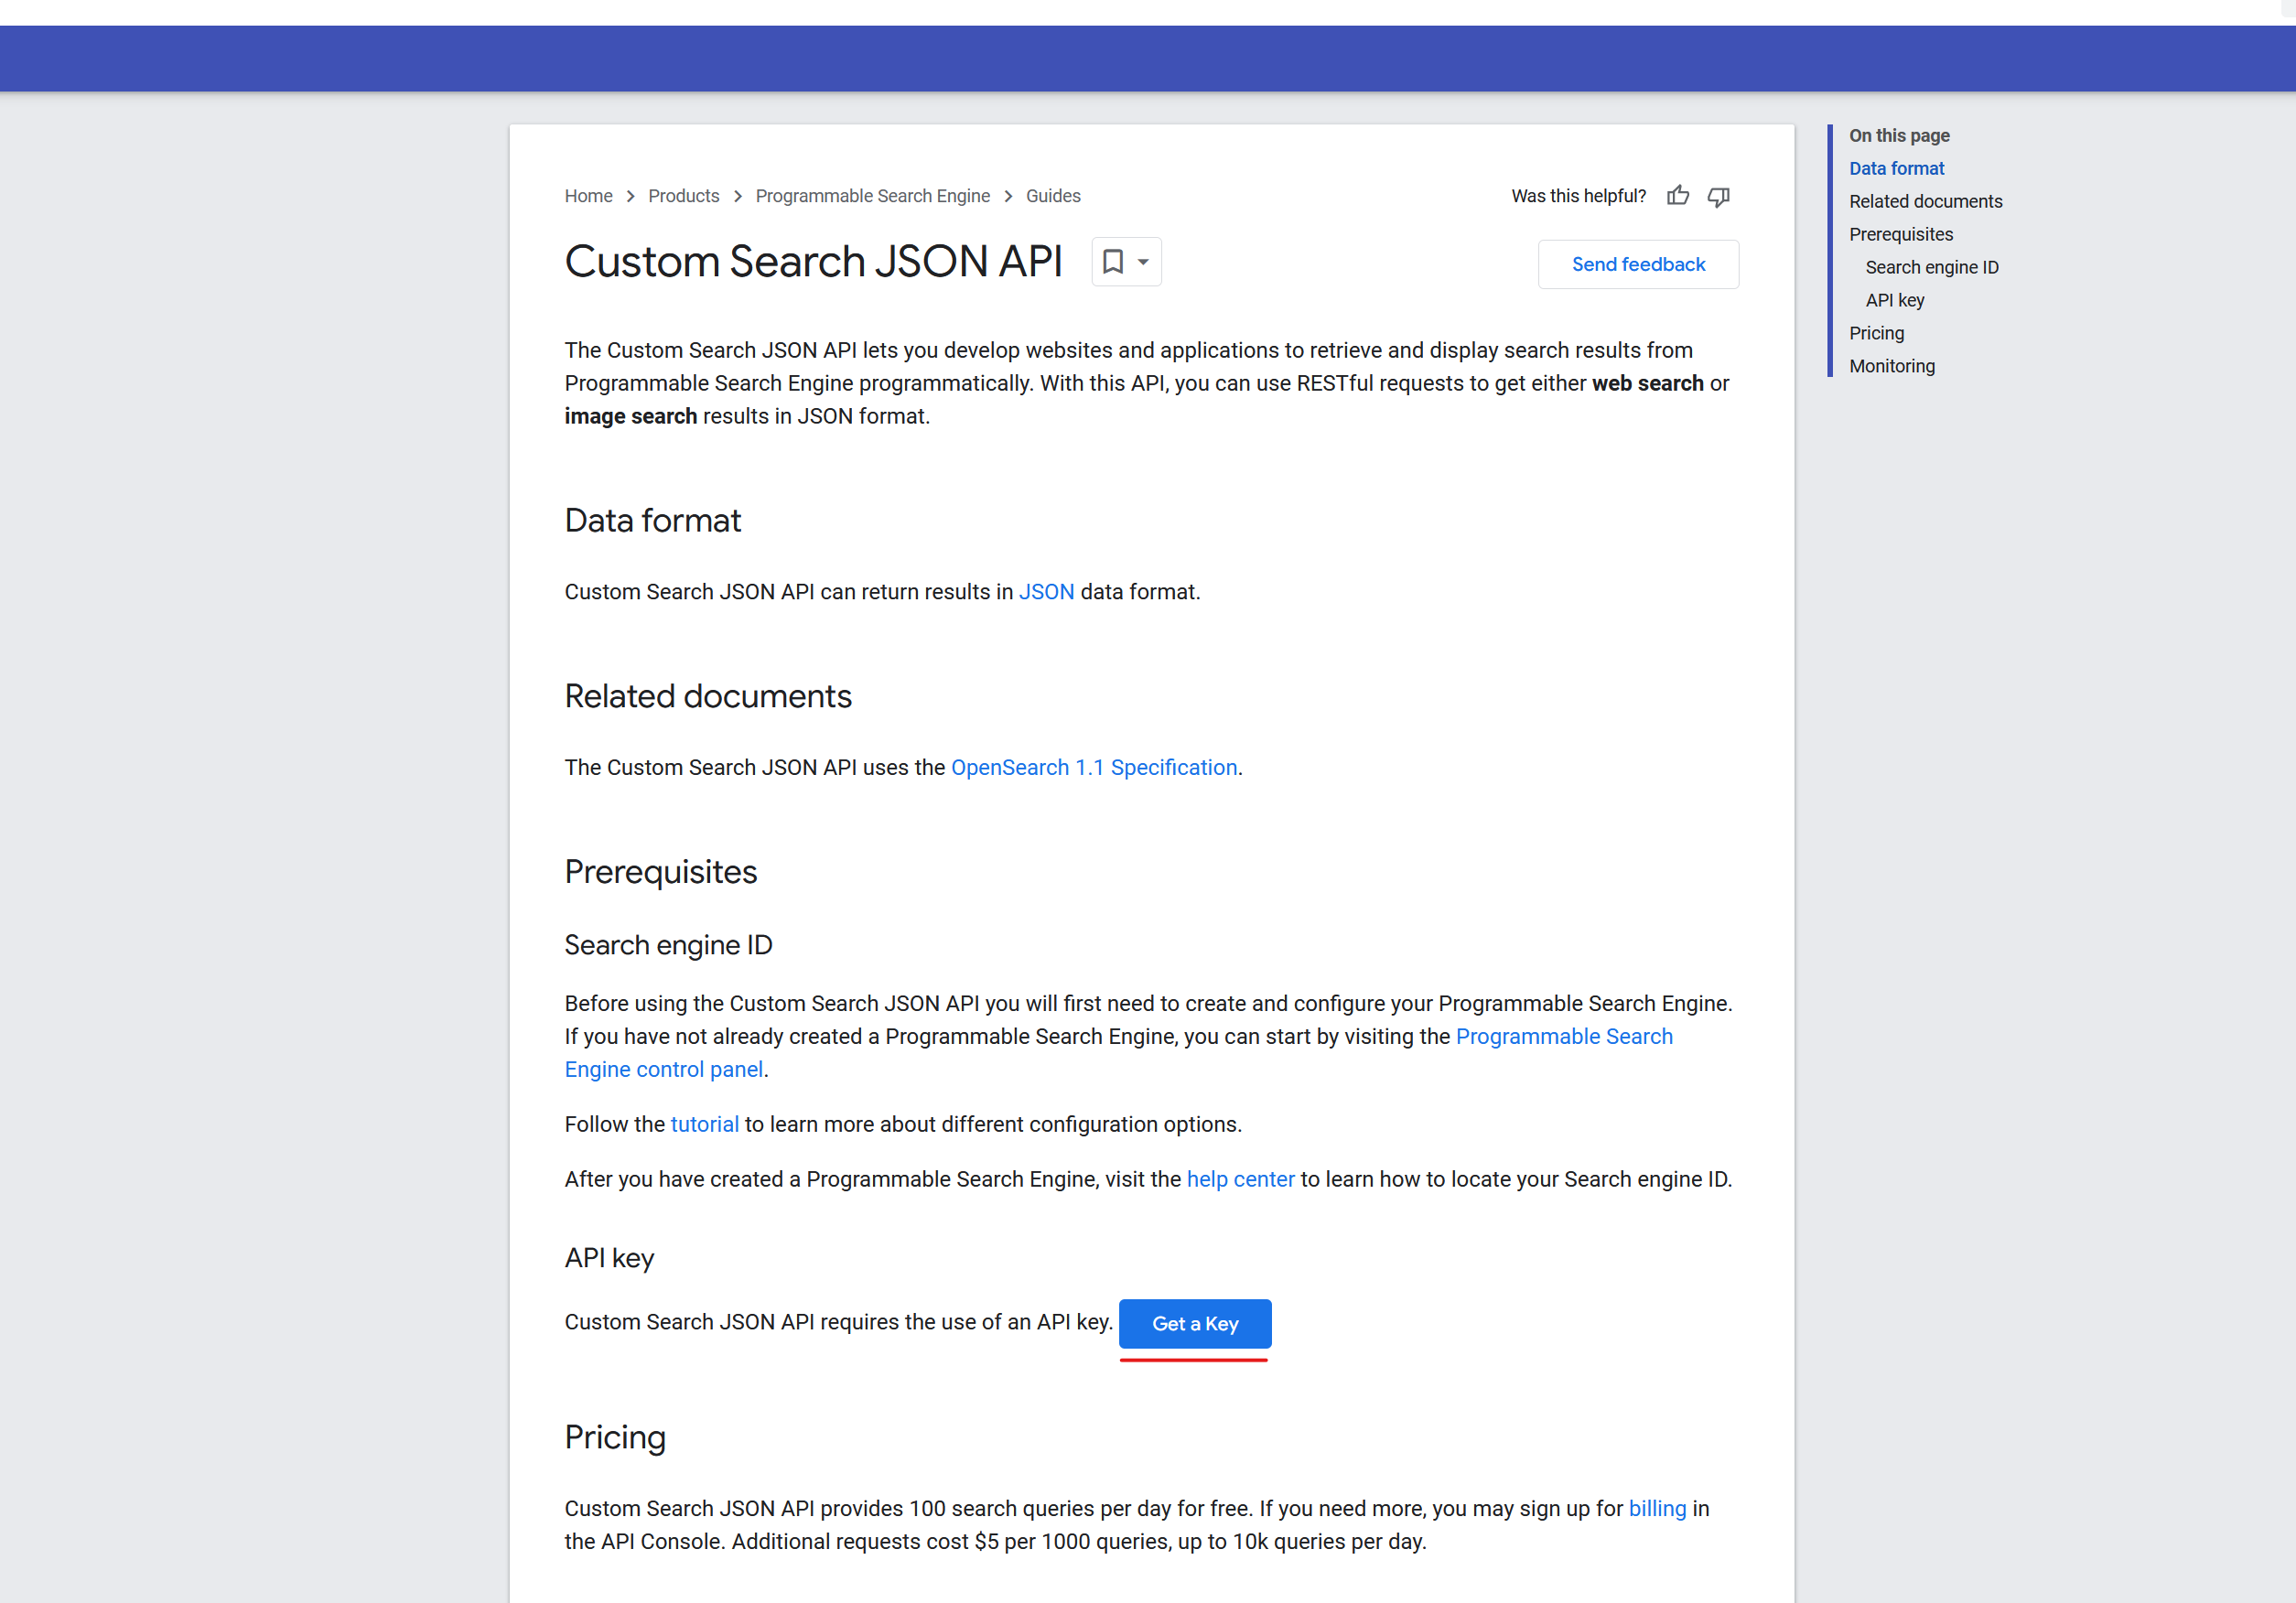 Home > Products > Programmable Search Engine > Guides
Was this helpful?
Custom Search JSON API
Send feedback
The Custom Search JSON API lets you develop websites and applications to retrieve and display search results from
Programmable Search Engine programmatically. With this API, you can use RESTful requests to get either web search or
image search results in JSON format.
Data format
Custom Search JSON API can return results in JSON data format.
Related documents
The Custom Search JSON API uses the OpenSearch 1.1 Specification.
Prerequisites
Search engine ID
Before using the Custom Search JSON API you will first need to create and configure your Programmable Search Engine.
If you have not already created a Programmable Search Engine, you can start by visiting the Programmable Search
Engine control panel.
Follow the tutorial to learn more about different configuration options.
After you have created a Programmable Search Engine, visit the help center to learn how to locate your Search engine ID.
API key
Custom Search JSON API requires the use of an API key. Get a Key
Pricing
Custom Search JSON API provides 100 search queries per day for free. If you need more, you may sign up for billing in
the API Console. Additional requests cost $5 per 1000 queries, up to 10k queries per day.
On this page
Data format
Related documents
Prerequisites
Search engine ID
API key
Pricing
Monitoring